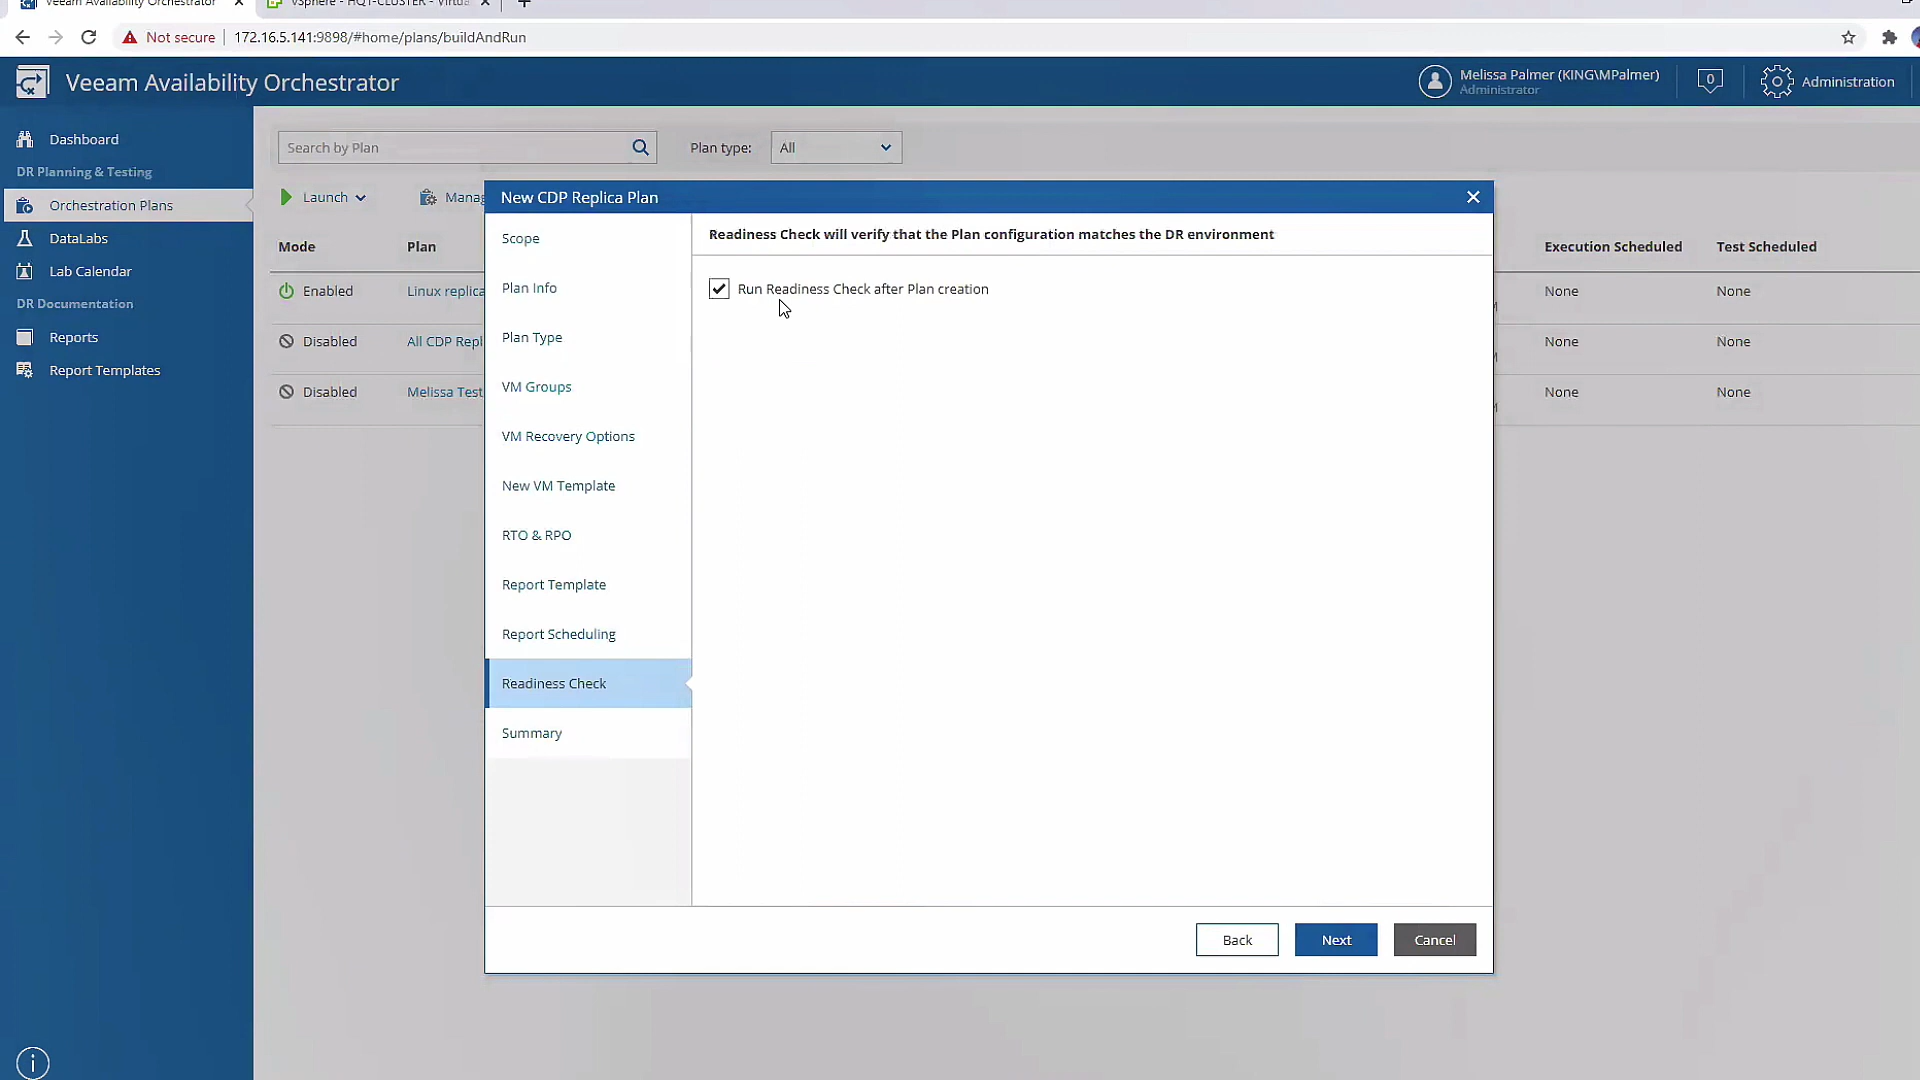 Veeam Availability Orchestrator
vSphere - HQ1-CLUSTER - Virtual
Not secure
172.16.5.141:9898/#home/plans/buildAndRun
Veeam Availability Orchestrator
Melissa Palmer (KING\MPalmer)
Administrator
0
Administration
Dashboard
DR Planning & Testing
Orchestration Plans
DataLabs
Lab Calendar
DR Documentation
Reports
Report Templates
Search by Plan
Plan type:
All
Launch
Manag
Mode
Plan
Execution Scheduled
Test Scheduled
Enabled
Linux replica
None
None
Disabled
All CDP Repl
None
None
Disabled
Melissa Test
None
None
New CDP Replica Plan
Scope
Plan Info
Plan Type
VM Groups
VM Recovery Options
New VM Template
RTO & RPO
Report Template
Report Scheduling
Readiness Check
Summary
Readiness Check will verify that the Plan configuration matches the DR environment
Run Readiness Check after Plan creation
Back
Next
Cancel